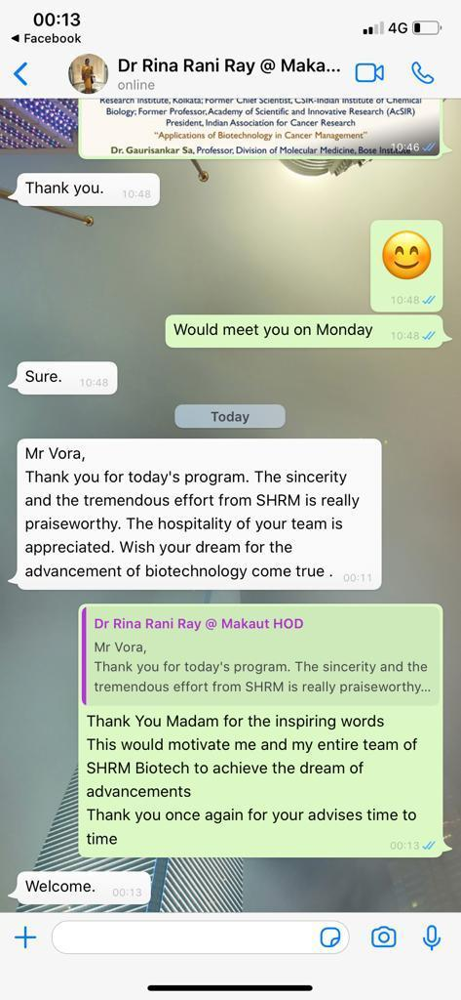 00:13
4G
◄ Facebook
Dr Rina Rani Ray @ Maka...
online
Research Institute, Kolkata; Former Chief Scientist, CSIR-Indian Institute of Chemical
Biology; Former Professor, Academy of Scientific and Innovative Research (AcSIR)
President, Indian Association for Cancer Research
"Applications of Biotechnology in Cancer Management"
Dr. Gaurisankar Sa, Professor, Division of Molecular Medicine, Bose Institute
10:46
Thank you. 10:48
😊
10:48
Would meet you on Monday 10:48
Sure. 10:48
Today
Mr Vora,
Thank you for today's program. The sincirity
and the tremendous effort from SHRM is really
praiseworthy. The hospitality of your team is
appreciated. Wish your dream for the
advancement of biotechnology come true . 00:11
Dr Rina Rani Ray @ Makaut HOD
Mr Vora,
Thank you for today's program. The sincirity and the
tremendous effort from SHRM is really praiseworthy...
Thank You Madam for the inspiring words
This would motivate me and my entire team of
SHRM Biotech to achieve the dream of
advancements
Thank you once again for your advises time to
time 00:13
Welcome. 00:13